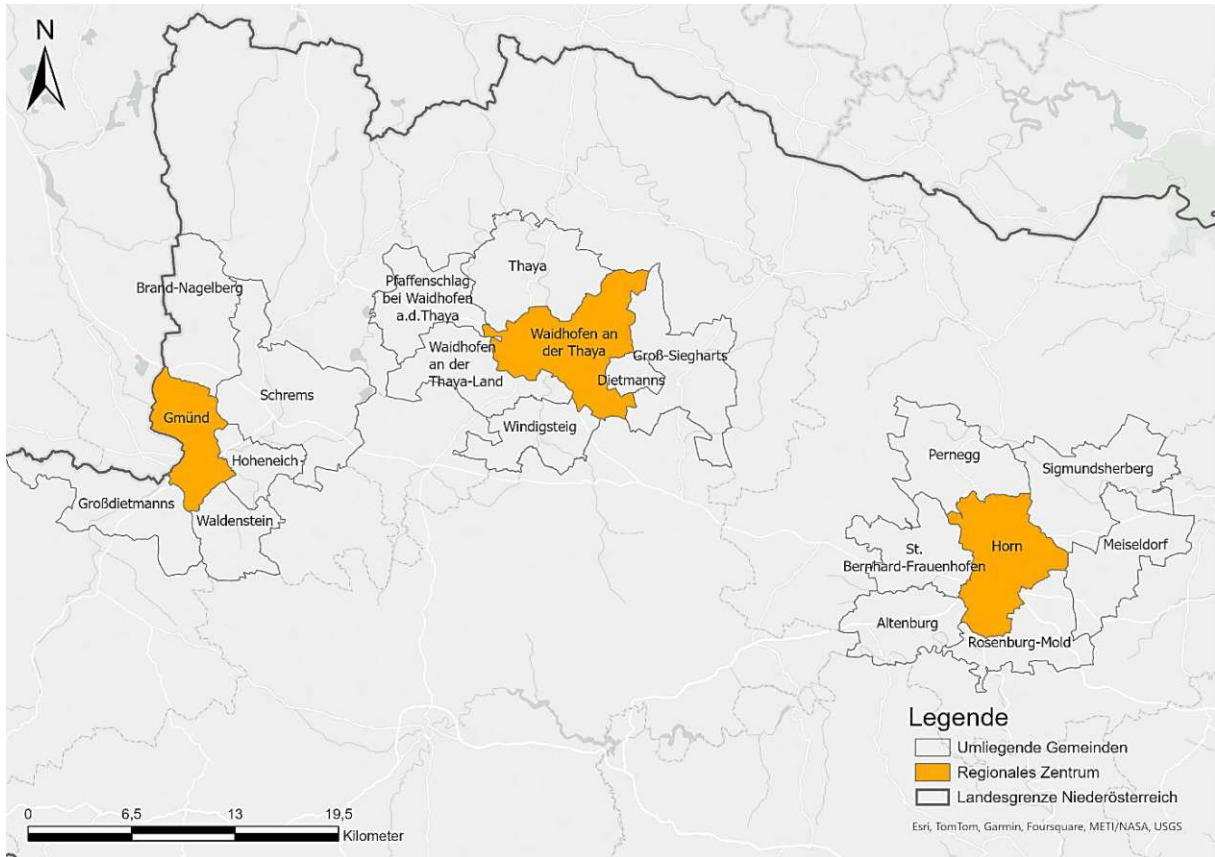 N
Brand-Nagelberg
Gmünd
Schrems
Hoheneich
Großdietmanns
Waldenstein
Thaya
Pfaffenschlag
bei Waidhofen
a.d.Thaya
Waidhofen an
der Thaya
Waidhofen
an der
Thaya-Land
Groß-Siegharts
Dietmanns
Windigsteig
Pernegg
Sigmundsherberg
Horn
Meiseldorf
St.
Bernhard-Frauenhofen
Altenburg
Rosenburg-Mold
Legende
Umliegende Gemeinden
Regionales Zentrum
Landesgrenze Niederösterreich
Esri, TomTom, Garmin, Foursquare, METI/NASA, USGS
0 6,5 13 19,5
Kilometer